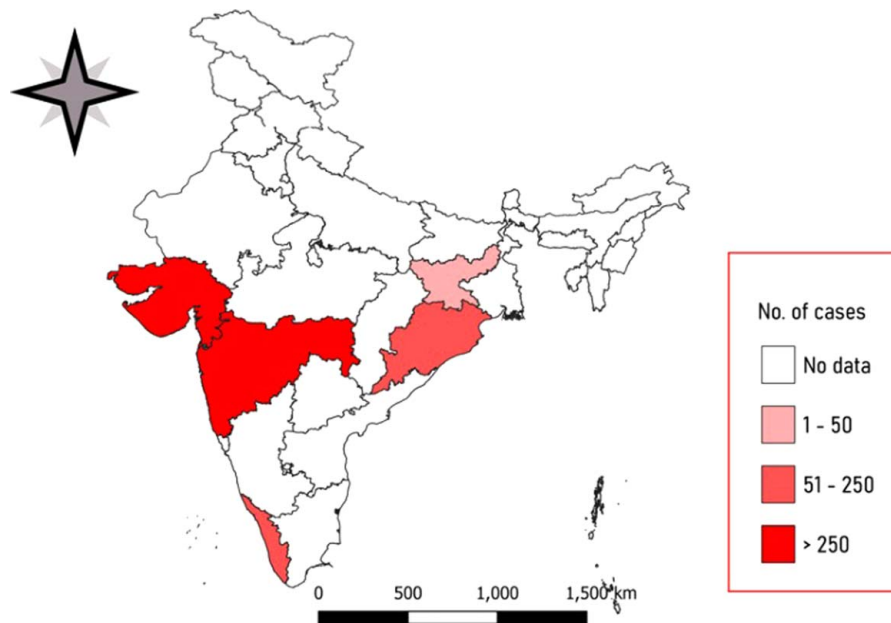 No. of cases
No data
1 - 50
51 - 250
> 250
0 500 1,000 1,500 km